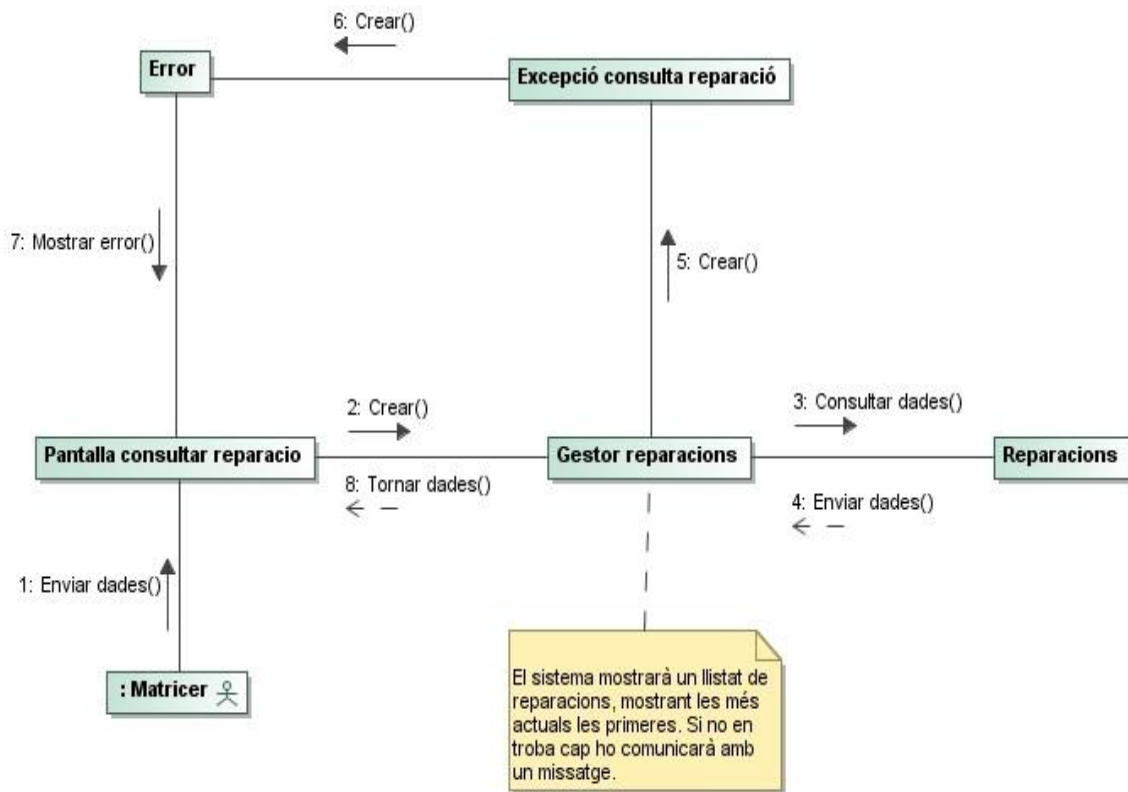 6: Crear()
Error
Excepció consulta reparació
7: Mostrar error()
5: Crear()
2: Crear()
3: Consultar dades()
Pantalla consultar reparacio
Gestor reparacions
Reparacions
8: Tornar dades()
4: Enviar dades()
1: Enviar dades()
: Matricer
El sistema mostrarà un llistat de
reparacions, mostrant les més
actuals les primeres. Si no en
troba cap ho comunicarà amb
un missatge.